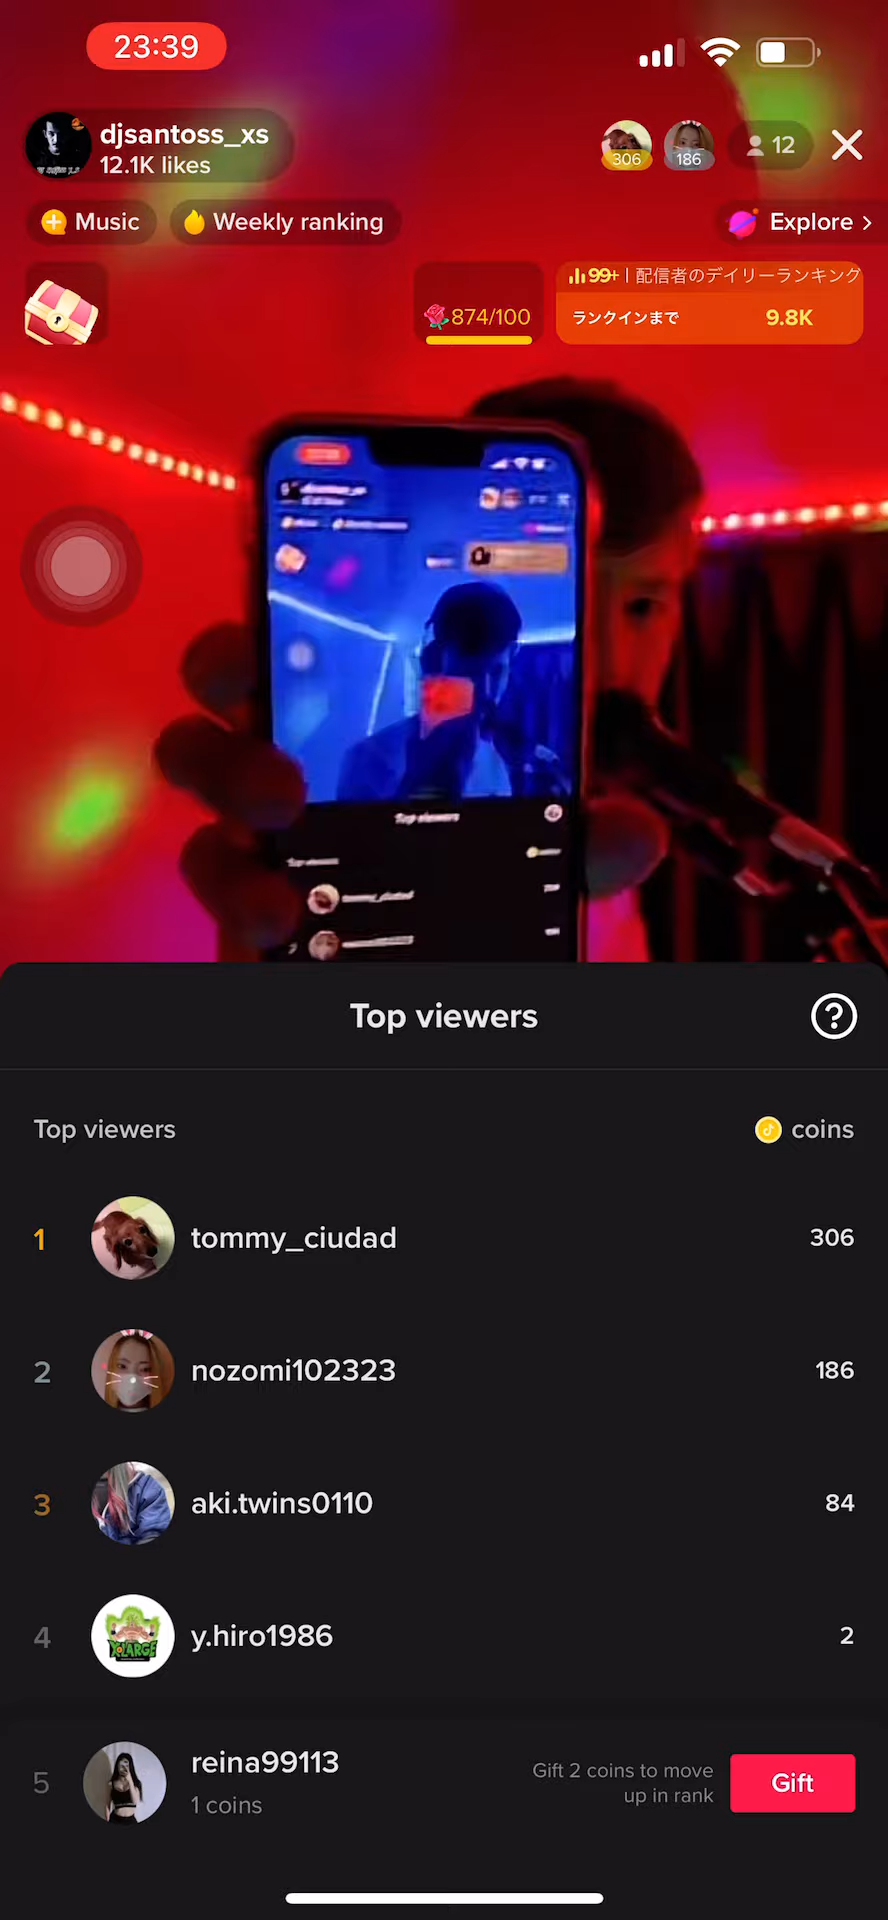 23:39
djsantoss_xs
12.1K likes
306
186
12
Music
Weekly ranking
Explore >
874/100
99+ | 配信者のデイリーランキング
ランクインまで 9.8K
Top viewers
Top viewers
coins
1 tommy_ciudad 306
2 nozomi102323 186
3 aki.twins0110 84
4 y.hiro1986 2
XLARGE
5 reina99113
1 coins
Gift 2 coins to move
up in rank
Gift
Top viewers